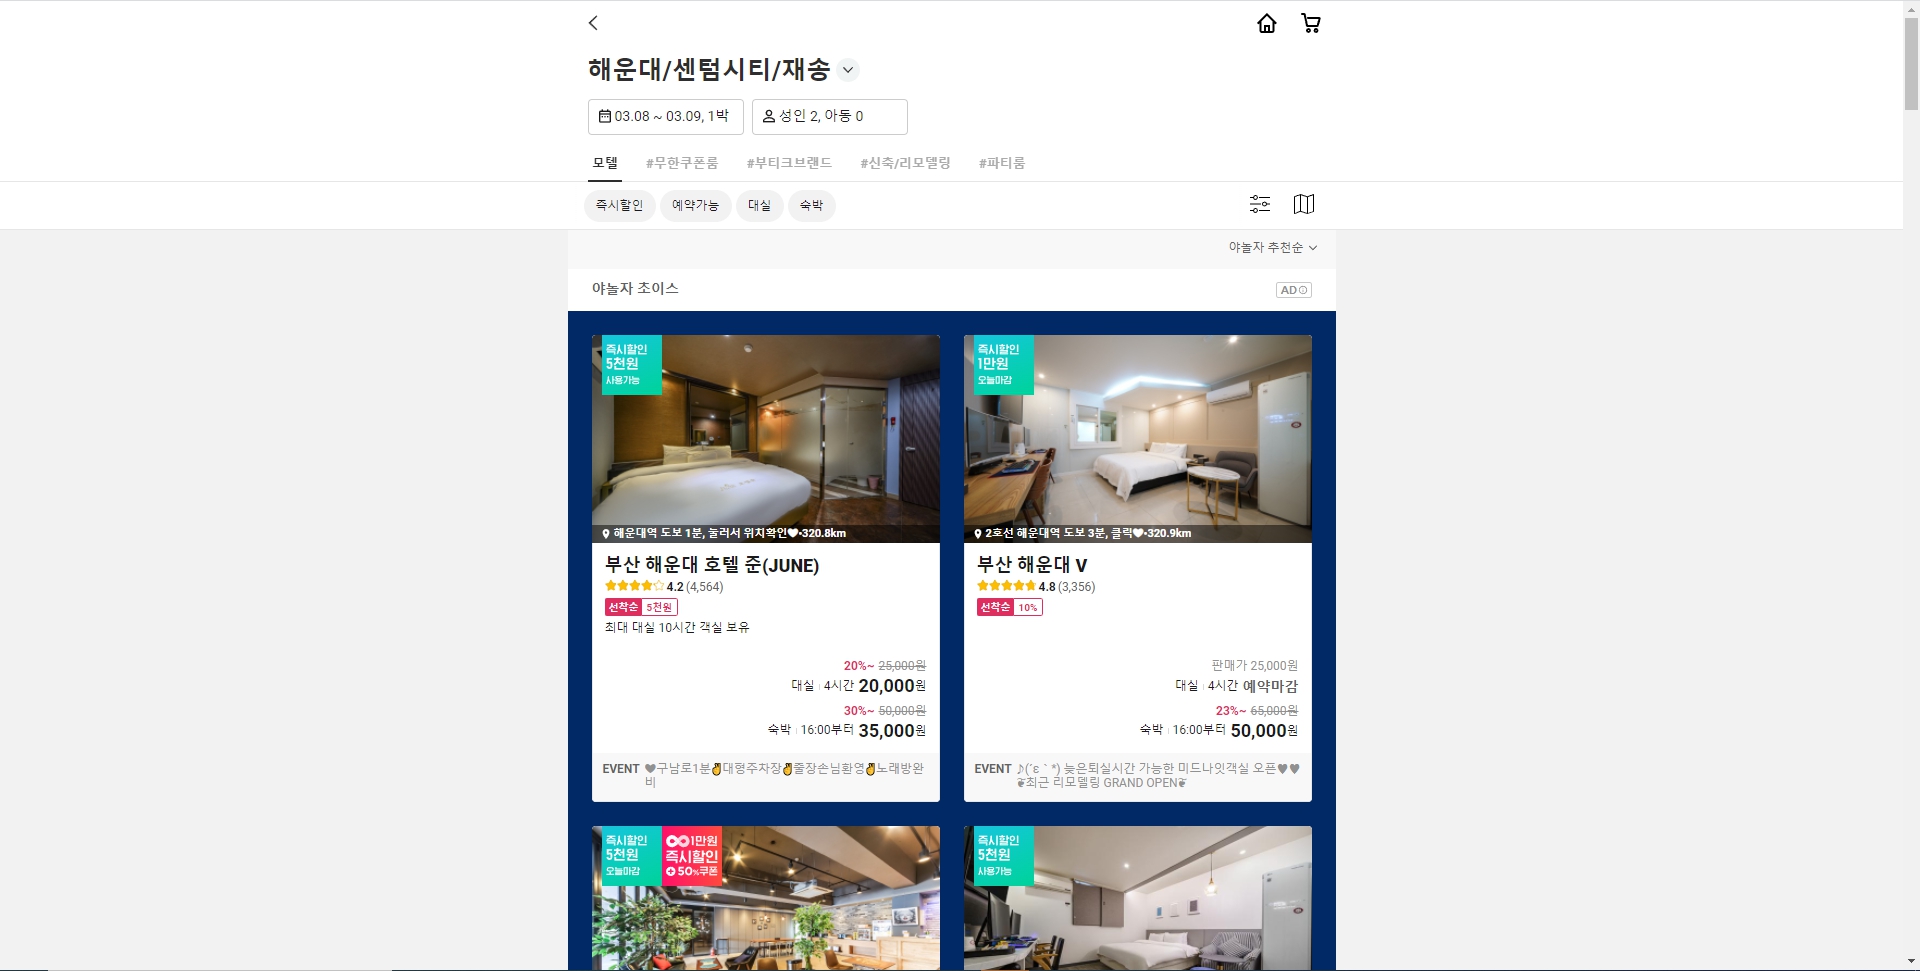 해운대/센텀시티/재송
03.08 ~ 03.09, 1박
성인 2, 아동 0
모텔 #무한쿠폰룸 #부티크브랜드 #신축/리모델링 #파티룸
즉시할인 예약가능 대실 숙박
야놀자 추천순
야놀자 초이스
AD
즉시할인
5천원
사용가능
해운대역 도보 1분, 눌러서 위치확인♥•320.8km
부산 해운대 호텔 준(JUNE)
4.2 (4,564)
선착순 5천원
최대 대실 10시간 객실 보유
20%~ 25,000원
대실 4시간 20,000원
30%~ 50,000원
숙박 16:00부터 35,000원
EVENT ♥구남로1분✌대형주차장✌출장손님환영✌노래방완
비
즉시할인
1만원
오늘마감
2호선 해운대역 도보 3분, 클릭♥•320.9km
부산 해운대 V
4.8 (3,356)
선착순 10%
판매가 25,000원
대실 4시간 예약마감
23%~ 65,000원
숙박 16:00부터 50,000원
EVENT ♪(´ε｀*) 늦은퇴실시간 가능한 미드나잇객실 오픈♥♥
❦최근 리모델링 GRAND OPEN❦
즉시할인
5천원
오늘마감
1만원
즉시할인
+ 50%쿠폰
즉시할인
5천원
사용가능